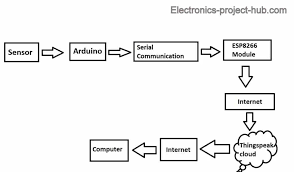 Electronics-project-hub.com
Sensor
Arduino
Serial
Communication
ESP8266
Module
Internet
Thingspeak
cloud
Internet
Computer